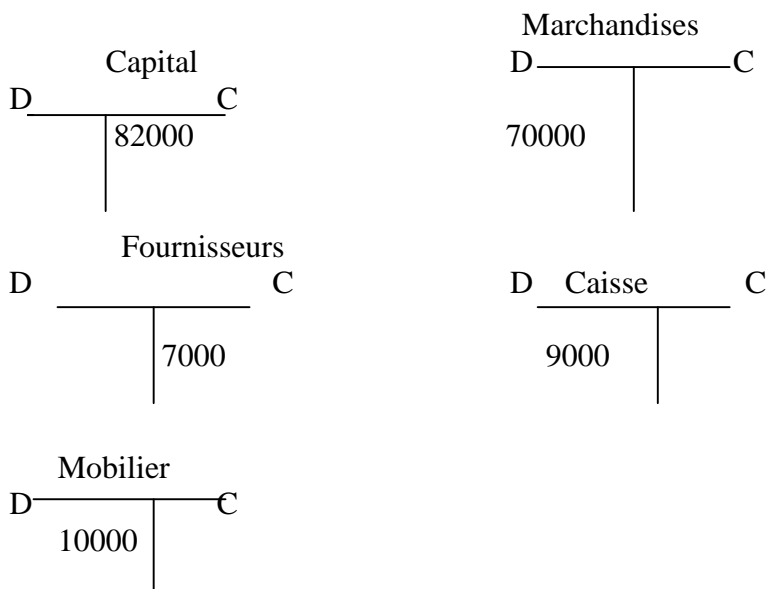 Capital
D C
82000
Marchandises
D C
70000
Fournisseurs
D C
7000
D Caisse C
9000
Mobilier
D C
10000